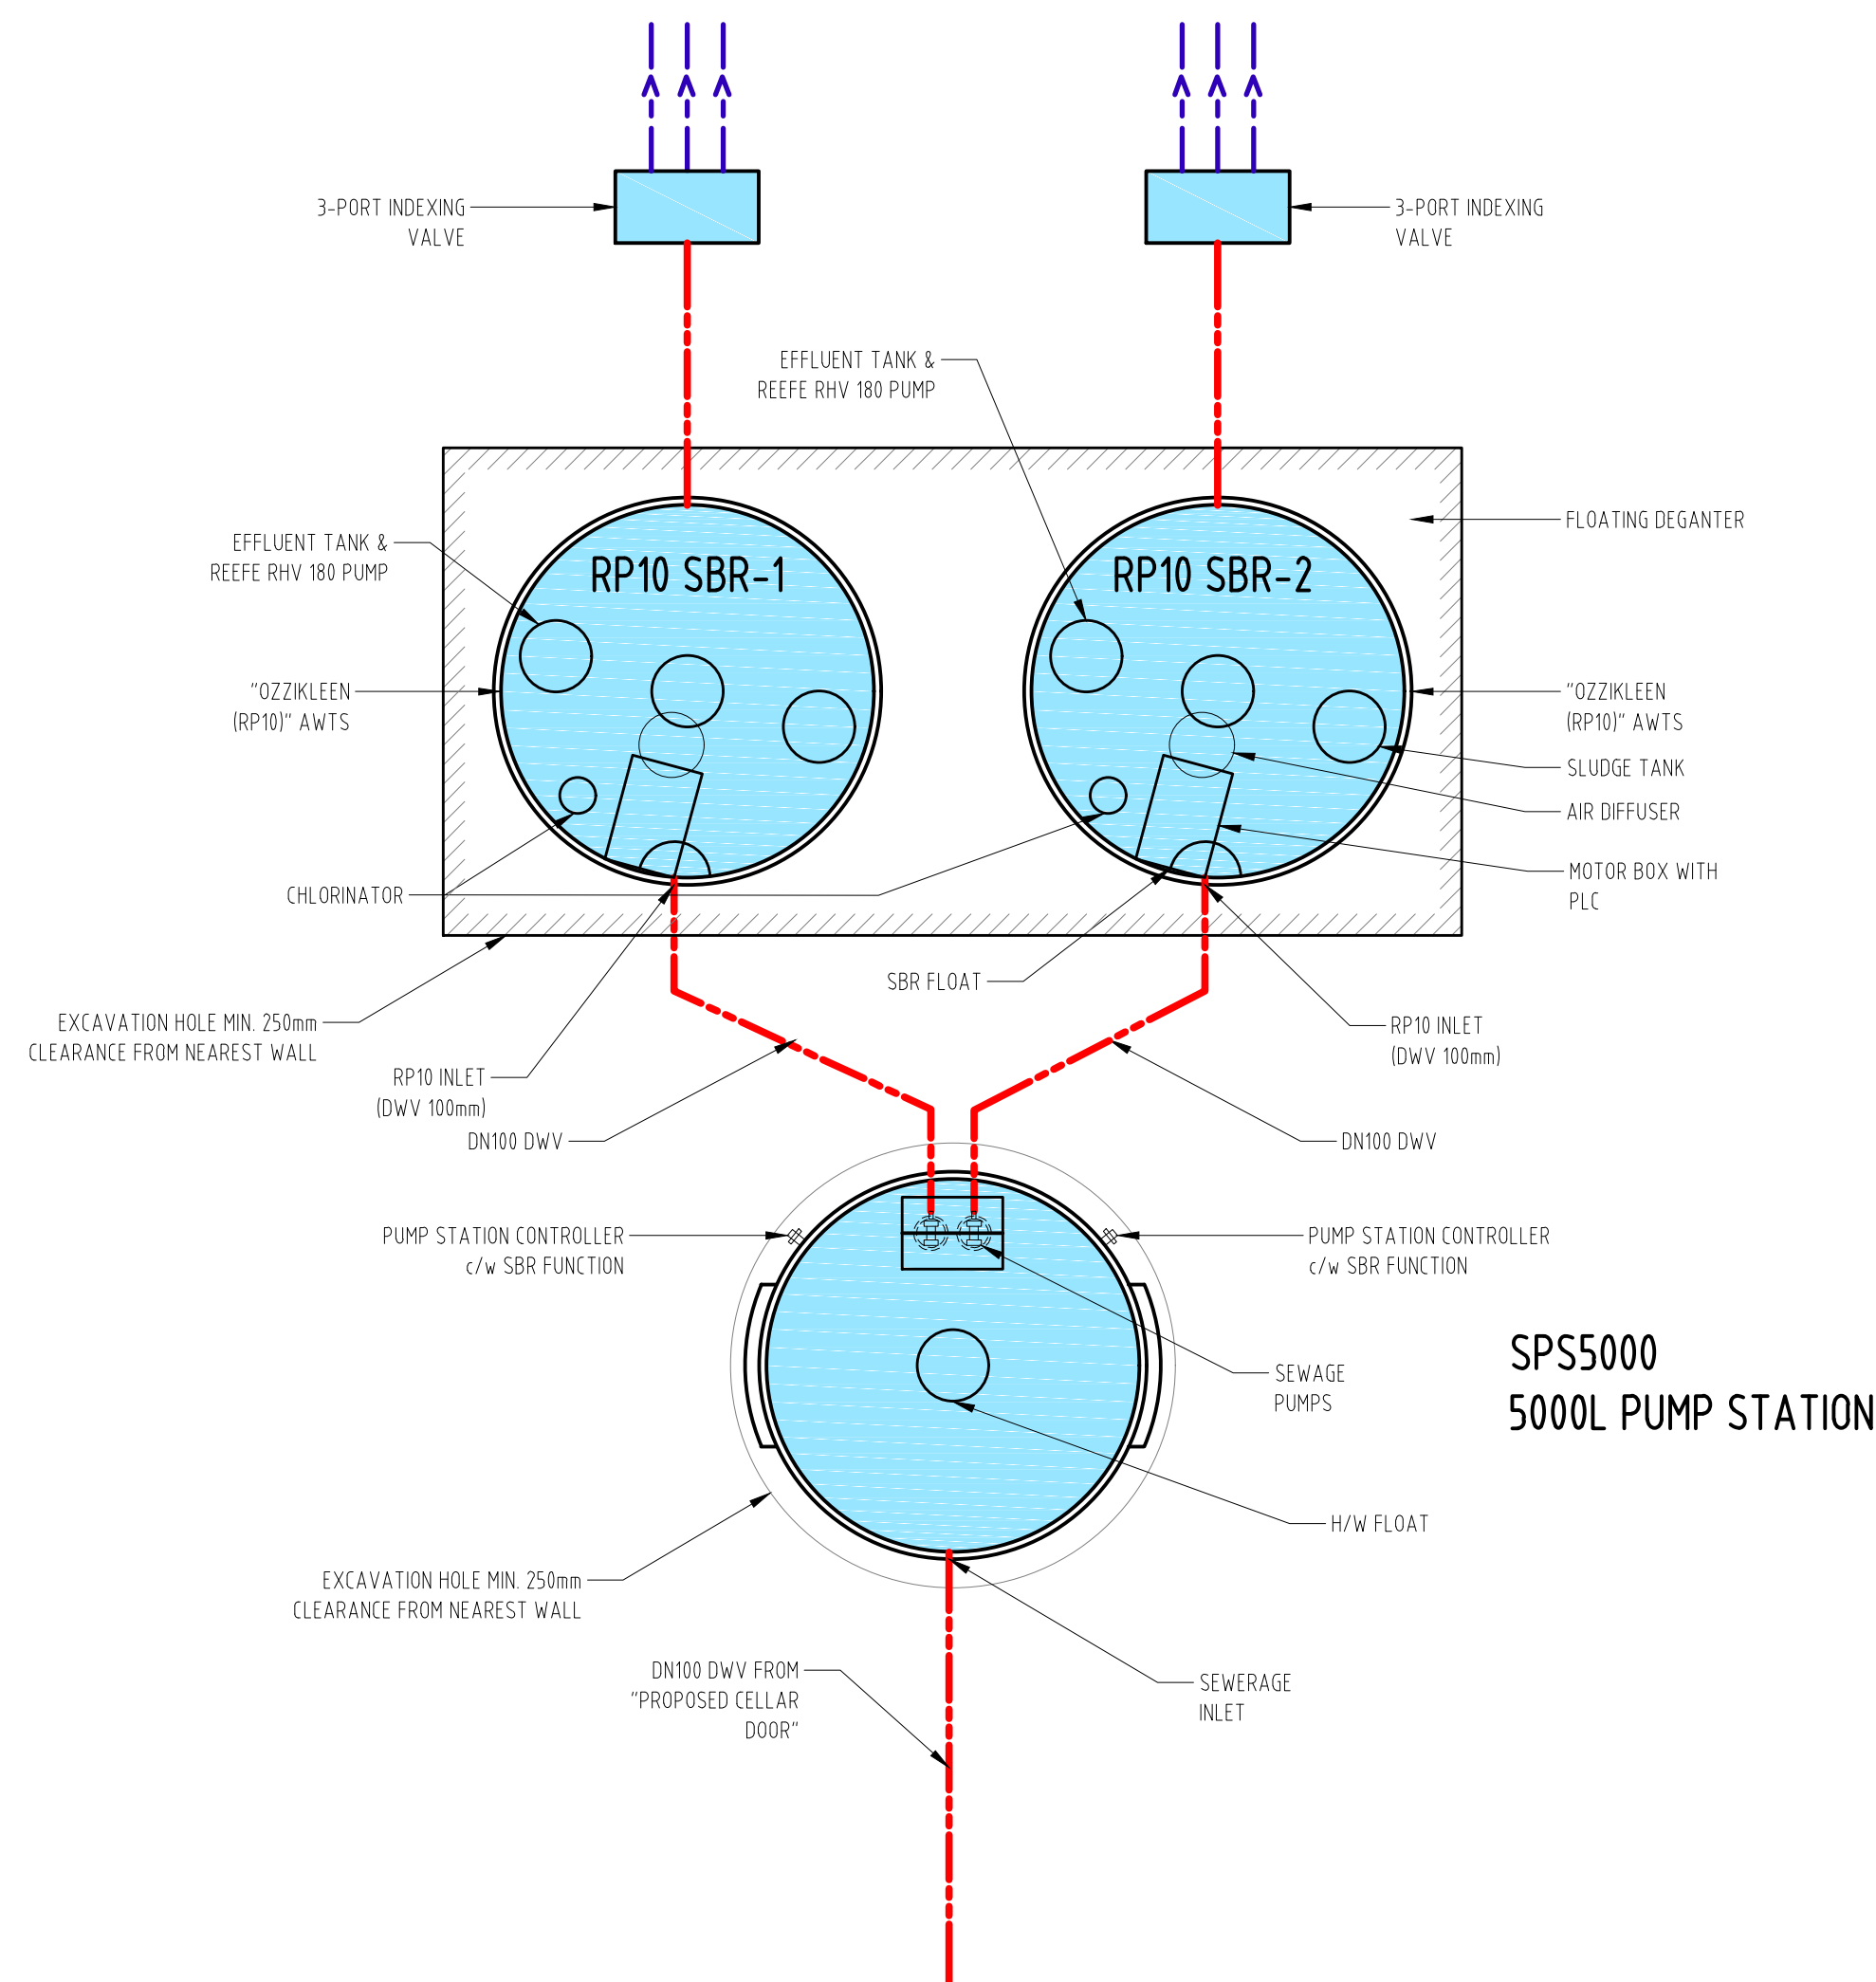 3-PORT INDEXING
VALVE
3-PORT INDEXING
VALVE
EFFLUENT TANK &
REEFE RHV 180 PUMP
EFFLUENT TANK &
REEFE RHV 180 PUMP
RP10 SBR-1
RP10 SBR-2
FLOATING DEGANTER
"OZZIKLEEN
(RP10)" AWTS
"OZZIKLEEN
(RP10)" AWTS
SLUDGE TANK
AIR DIFFUSER
MOTOR BOX WITH
PLC
CHLORINATOR
SBR FLOAT
EXCAVATION HOLE MIN. 250mm
CLEARANCE FROM NEAREST WALL
RP10 INLET
(DWV 100mm)
RP10 INLET
(DWV 100mm)
DN100 DWV
DN100 DWV
PUMP STATION CONTROLLER
c/w SBR FUNCTION
PUMP STATION CONTROLLER
c/w SBR FUNCTION
SPS5000
5000L PUMP STATION
SEWAGE
PUMPS
H/W FLOAT
EXCAVATION HOLE MIN. 250mm
CLEARANCE FROM NEAREST WALL
DN100 DWV FROM
"PROPOSED CELLAR
DOOR"
SEWERAGE
INLET